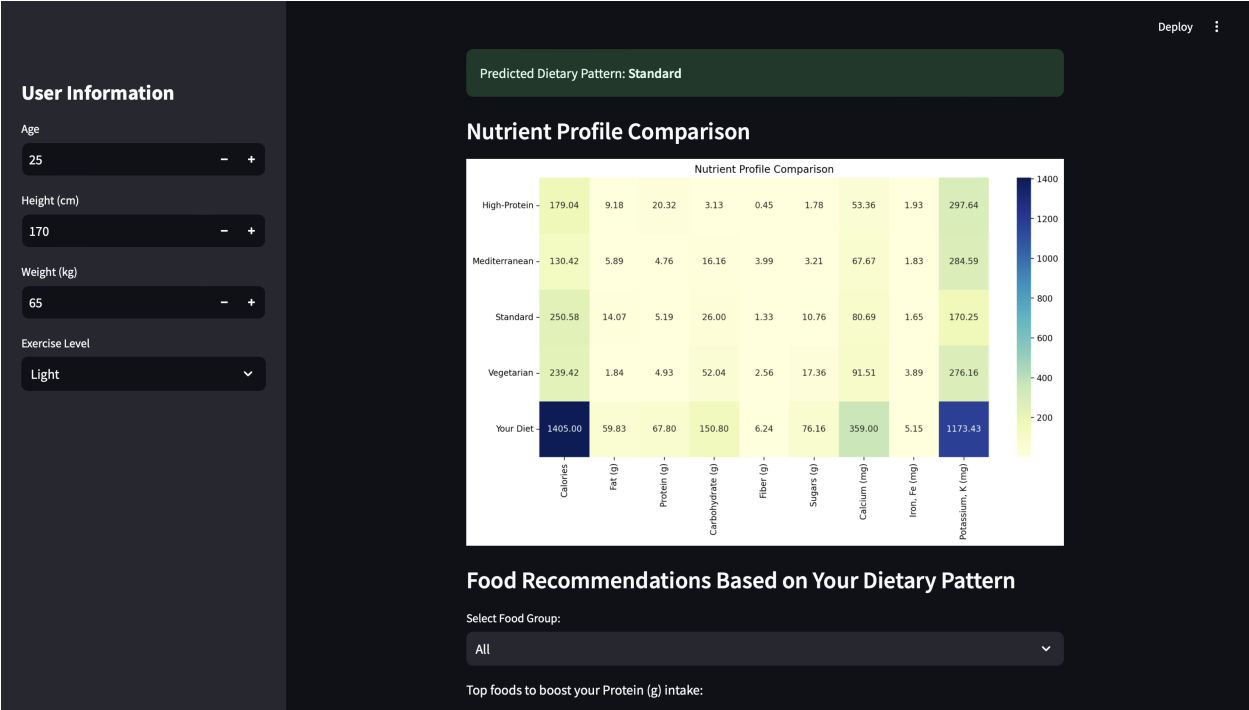 Deploy
User Information
Age
25
Height (cm)
170
Weight (kg)
65
Exercise Level
Light
Predicted Dietary Pattern: Standard
Nutrient Profile Comparison
Nutrient Profile Comparison
High-Protein 179.04 9.18 20.32 3.13 0.45 1.78 53.36 1.93 297.64
Mediterranean 130.42 5.89 4.76 16.16 3.99 3.21 67.67 1.83 284.59
Standard 250.58 14.07 5.19 26.00 1.33 10.76 80.69 1.65 170.25
Vegetarian 239.42 1.84 4.93 52.04 2.56 17.36 91.51 3.89 276.16
Your Diet 1405.00 59.83 67.80 150.80 6.24 76.16 359.00 5.15 1173.43
Calories
Fat (g)
Protein (g)
Carbohydrate (g)
Fiber (g)
Sugars (g)
Calcium (mg)
Iron, Fe (mg)
Potassium, K (mg)
1400
1200
1000
800
600
400
200
Food Recommendations Based on Your Dietary Pattern
Select Food Group:
All
Top foods to boost your Protein (g) intake: